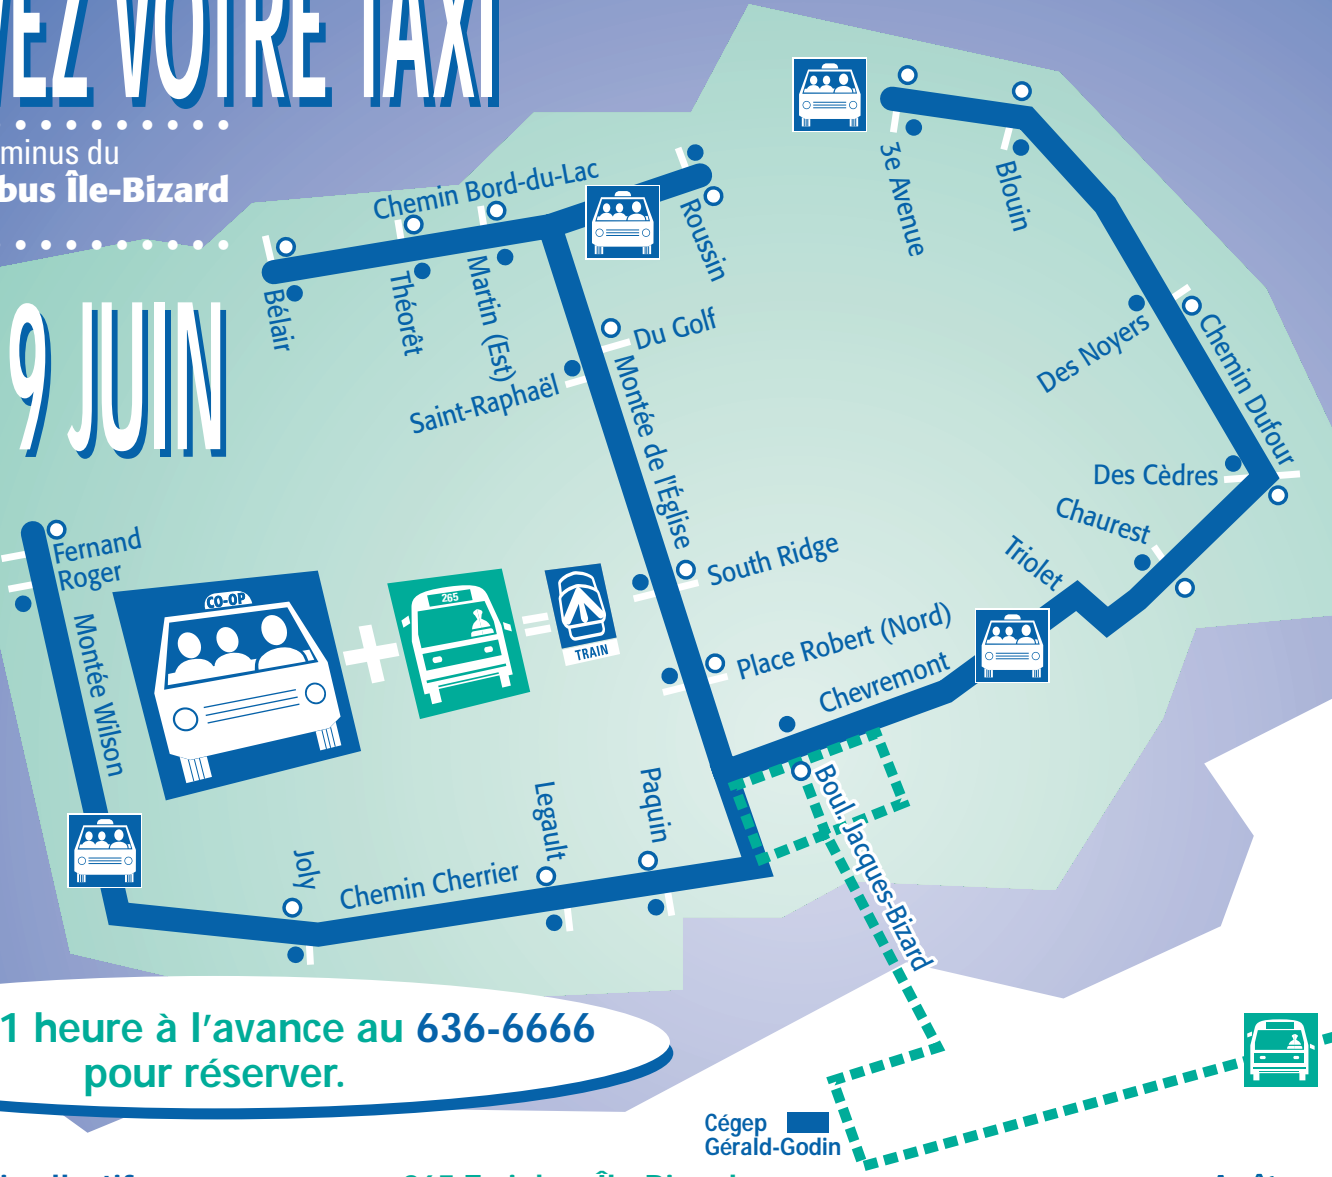 EZ VOTRE TAXI
minus du
bus Île-Bizard
9 JUIN
Chemin Bord-du-Lac
3e Avenue
Blouin
Roussin
Bélair
Théorêt
Martin (Est)
Du Golf
Saint-Raphaël
Montée de l'Église
Des Noyers
Chemin Dufour
Des Cèdres
Chaurest
Triolet
Fernand
Roger
Montée Wilson
CO-OP
265
TRAIN
South Ridge
Place Robert (Nord)
Chevremont
Boul. Jacques-Bizard
Paquin
Legault
Joly
Chemin Cherrier
1 heure à l'avance au 636-6666
pour réserver.
Cégep
Gérald-Godin